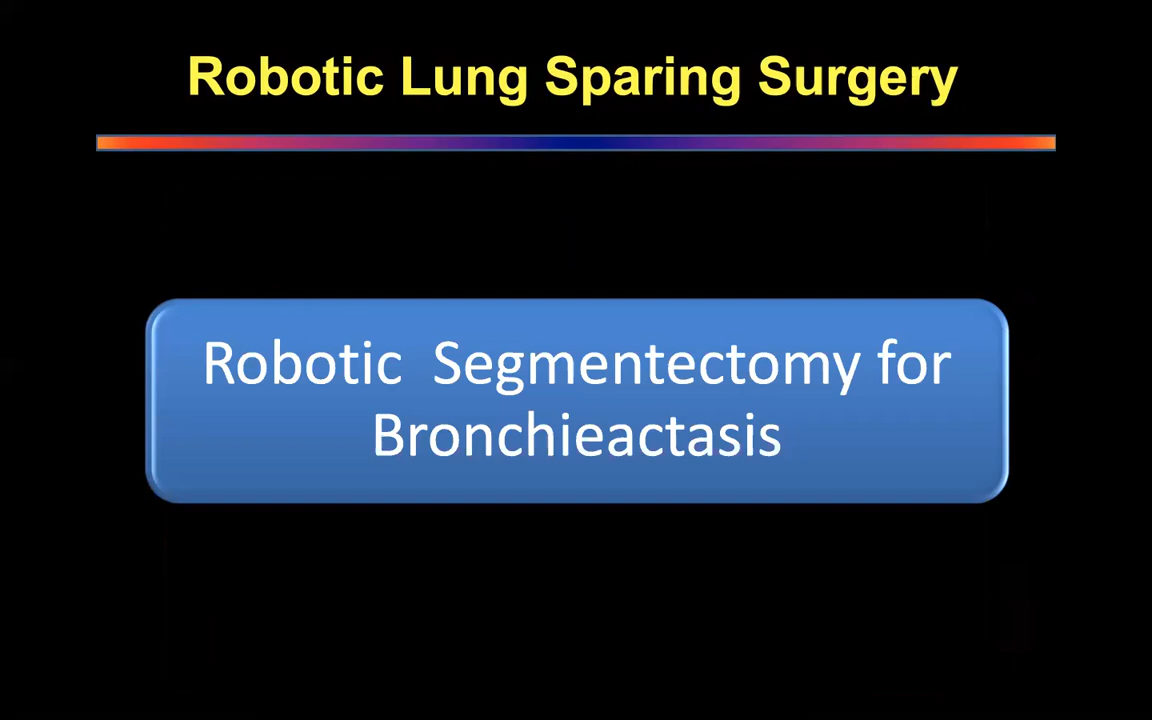 Robotic Lung Sparing Surgery
Robotic  Segmentectomy for
Bronchieactasis